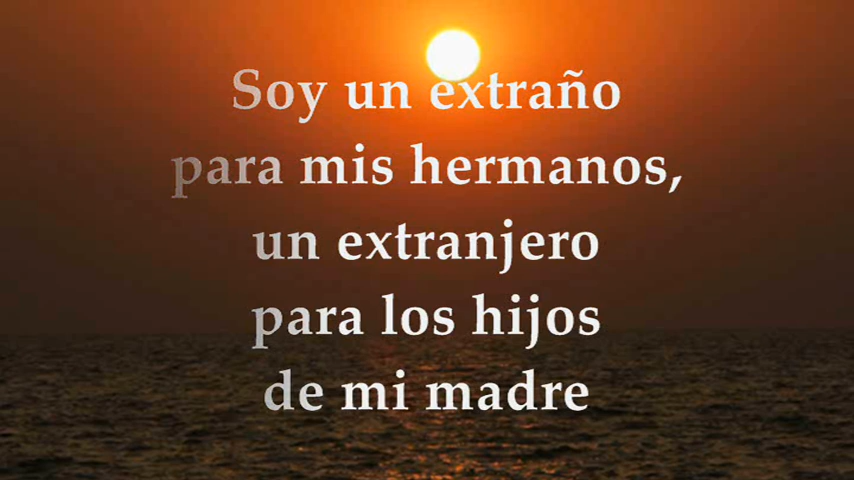 Soy un extraño
para mis hermanos,
un extranjero
para los hijos
de mi madre